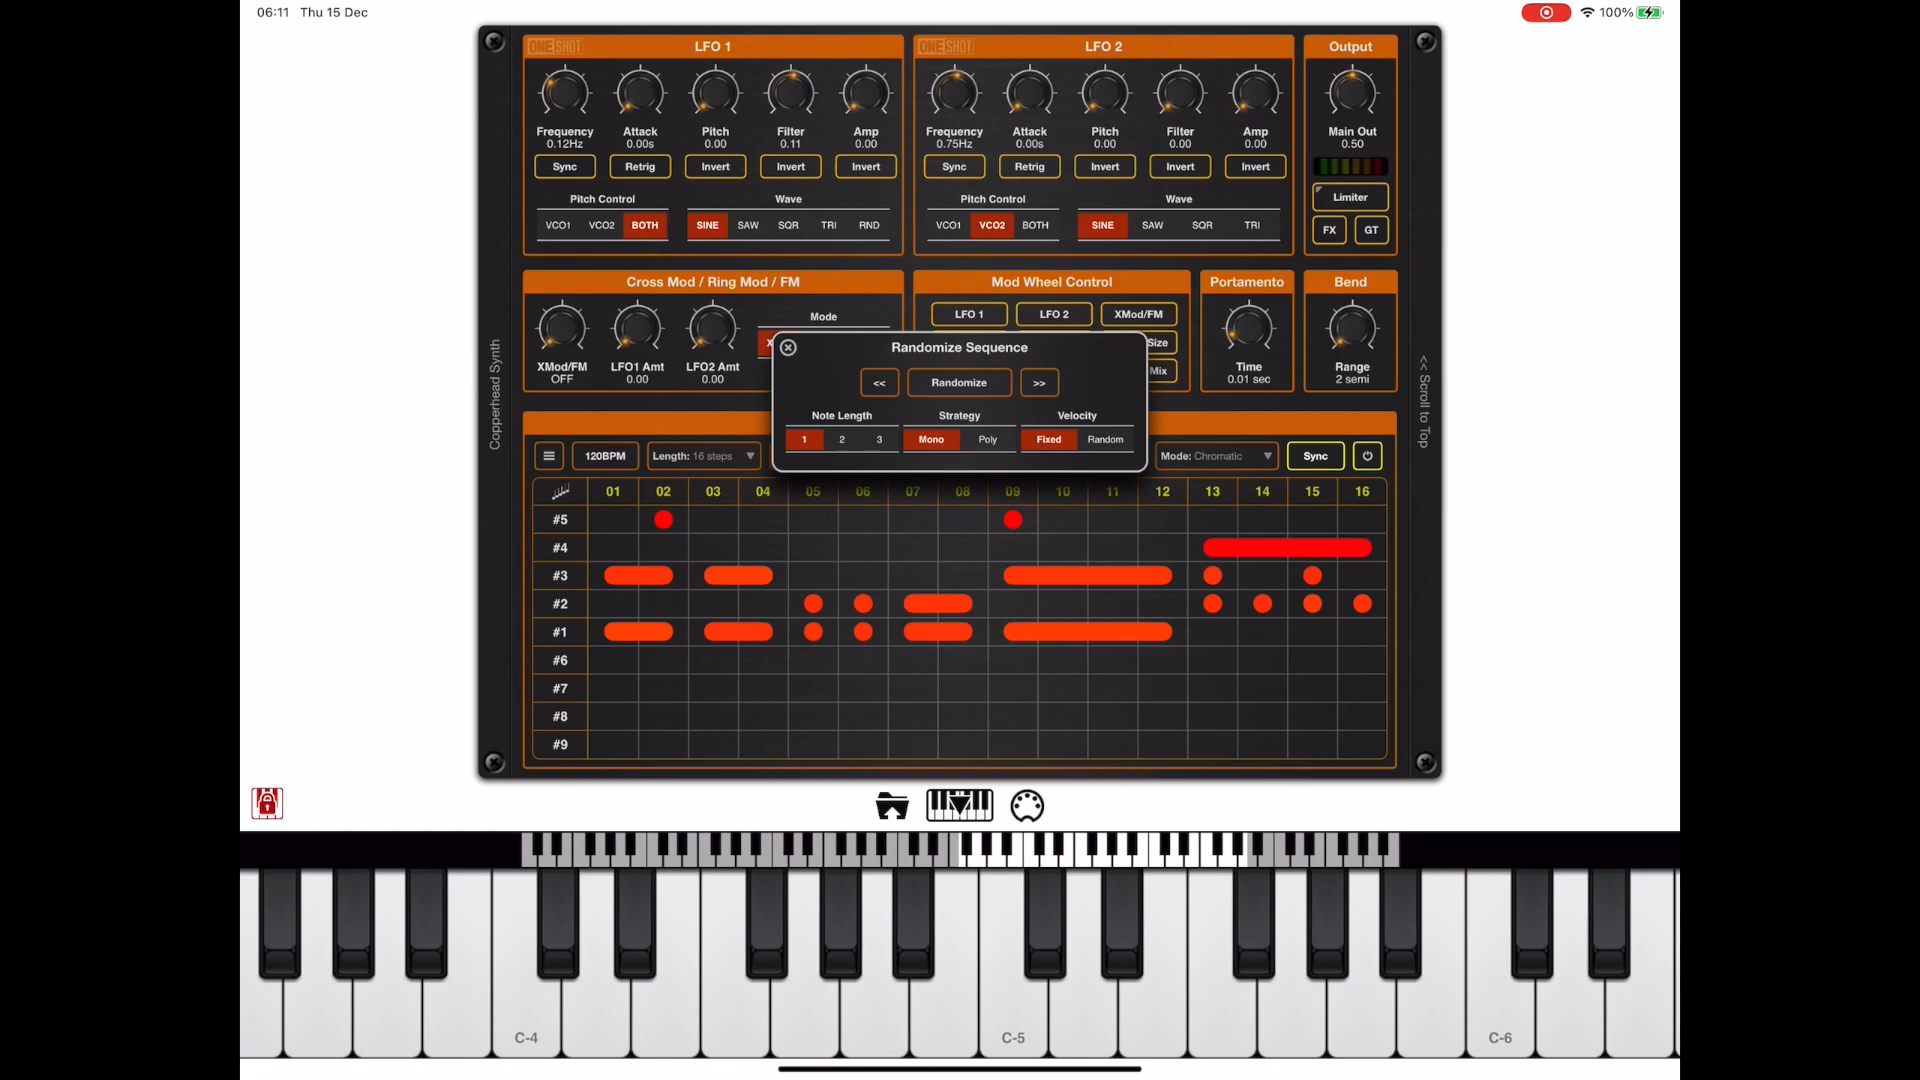 06:11 Thu 15 Dec
100%
ONE SHOT LFO 1
Frequency Attack Pitch Filter Amp
0.12Hz 0.00s 0.00 0.11 0.00
Sync Retrig Invert Invert Invert
Pitch Control Wave
VCO1 VCO2 BOTH SINE SAW SQR TRI RND
ONE SHOT LFO 2
Frequency Attack Pitch Filter Amp
0.75Hz 0.00s 0.00 0.00 0.00
Sync Retrig Invert Invert Invert
Pitch Control Wave
VCO1 VCO2 BOTH SINE SAW SQR TRI
Output
Main Out
0.50
Limiter
FX GT
Copperhead Synth
Cross Mod / Ring Mod / FM
Mode
XMod/FM LFO1 Amt LFO2 Amt
OFF 0.00 0.00
Mod Wheel Control
LFO 1 LFO 2 XMod/FM
Size
Mix
Portamento
Time
0.01 sec
Bend
Range
2 semi
<< Scroll to Top
Randomize Sequence
<< Randomize >>
Note Length Strategy Velocity
1 2 3 Mono Poly Fixed Random
120BPM Length: 16 steps Mode: Chromatic Sync
01 02 03 04 05 06 07 08 09 10 11 12 13 14 15 16
#5
#4
#3
#2
#1
#6
#7
#8
#9
C-4 C-5 C-6